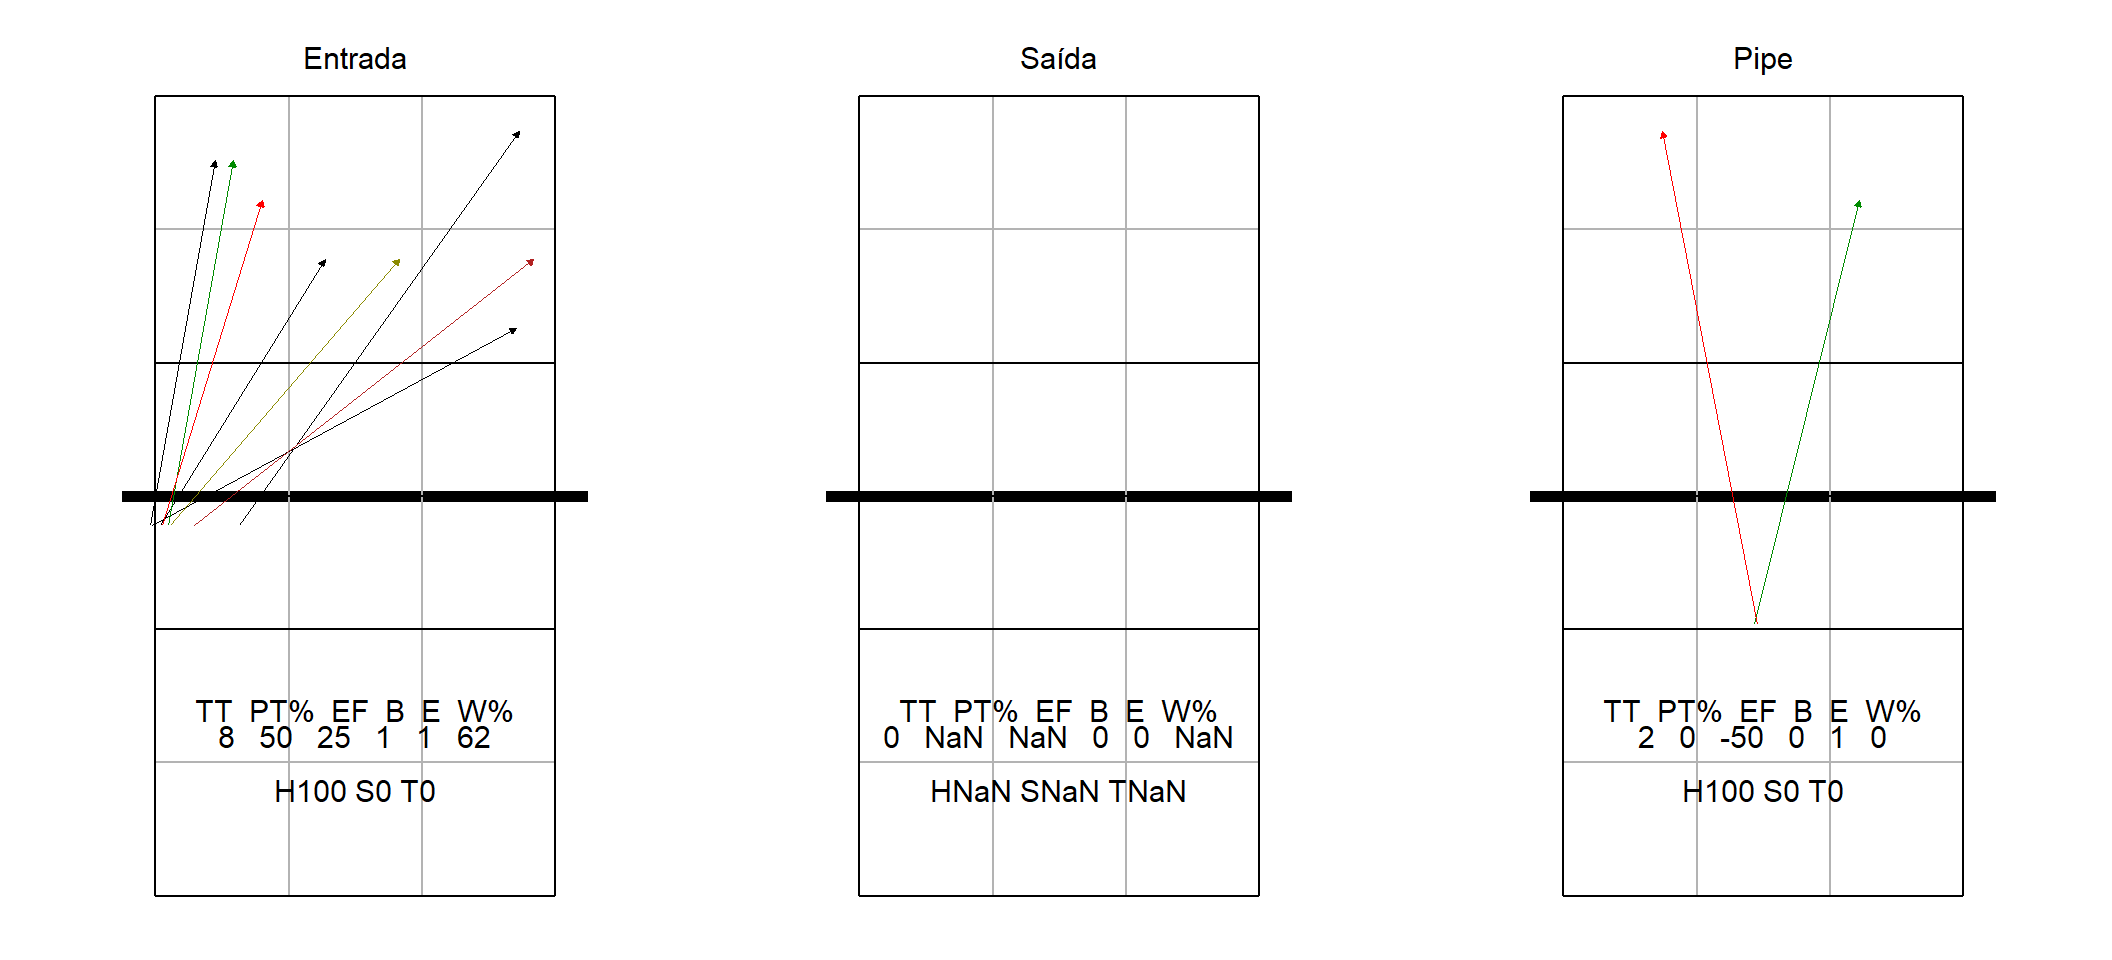 Entrada
TT PT% EF B E W%
8 50 25 1 1 62
H100 S0 T0
Saída
TT PT% EF B E W%
0 NaN NaN 0 0 NaN
HNaN SNaN TNaN
Pipe
TT PT% EF B E W%
2 0 -50 0 1 0
H100 S0 T0